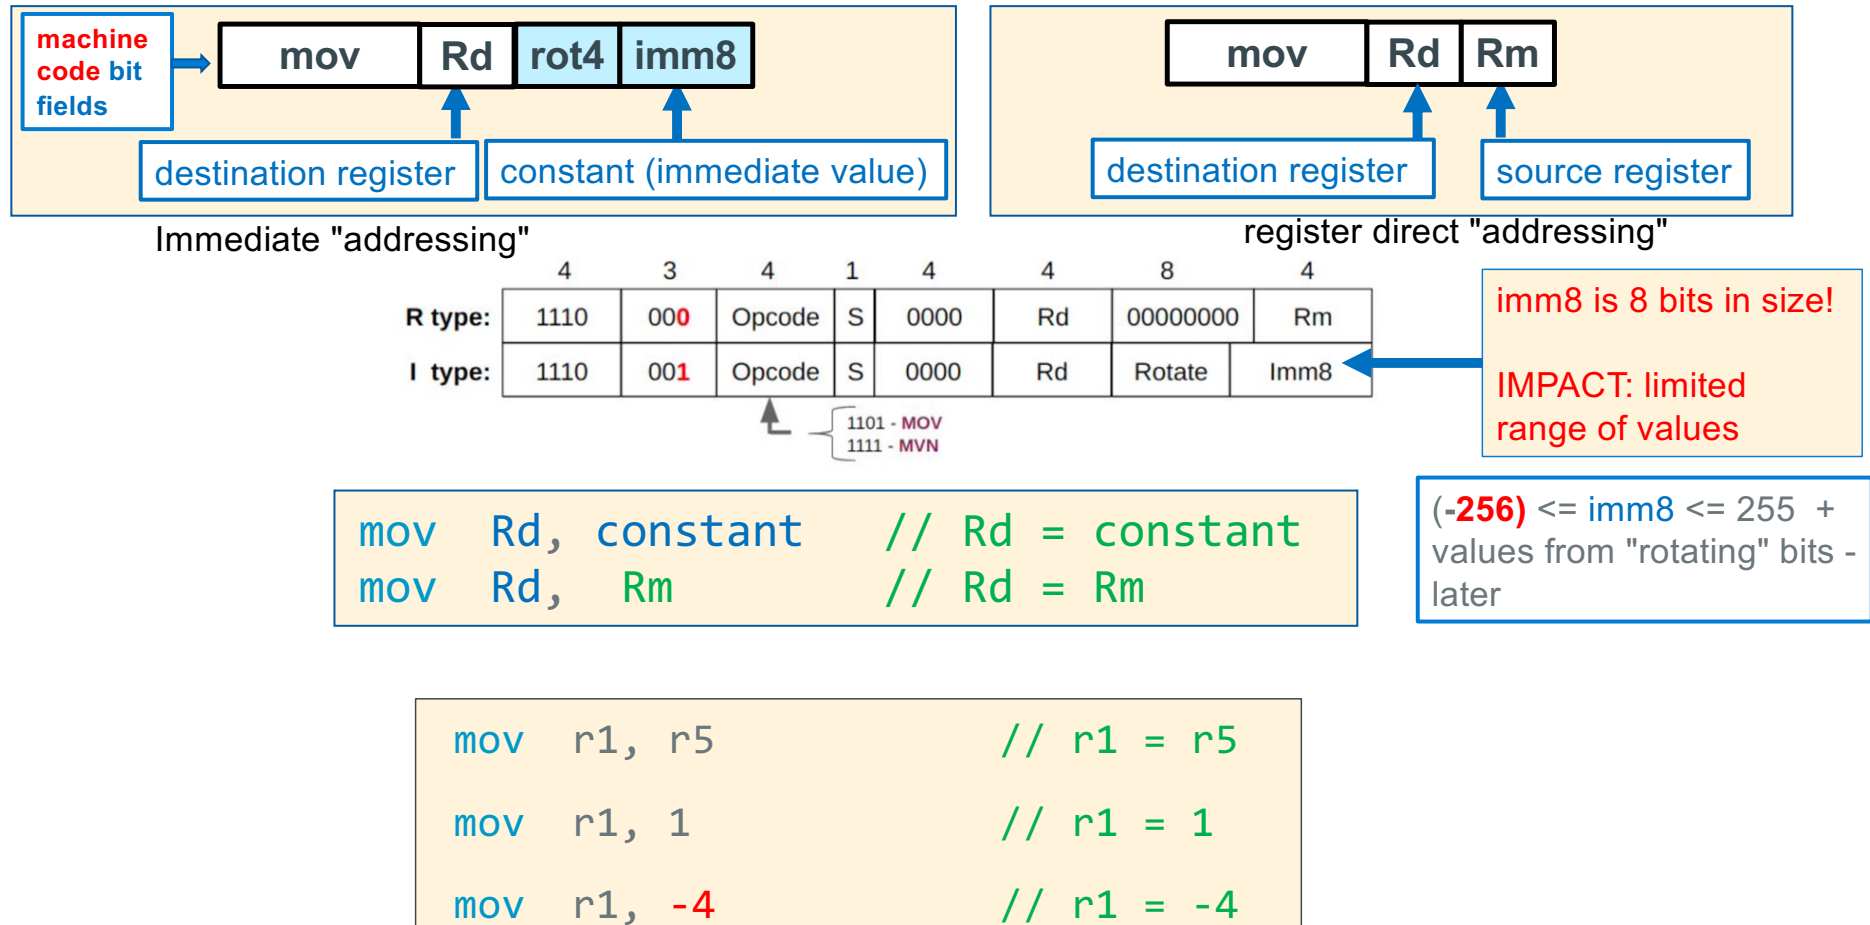 machine
code bit
fields
mov Rd rot4 imm8
destination register
constant (immediate value)
Immediate "addressing"
mov Rd Rm
destination register
source register
register direct "addressing"
4 3 4 1 4 4 8 4
R type: 1110 000 Opcode S 0000 Rd 00000000 Rm
I type: 1110 001 Opcode S 0000 Rd Rotate Imm8
1101 - MOV
1111 - MVN
imm8 is 8 bits in size!
IMPACT: limited
range of values
(-256) <= imm8 <= 255 +
values from "rotating" bits -
later
mov Rd, constant // Rd = constant
mov Rd, Rm // Rd = Rm
mov r1, r5 // r1 = r5
mov r1, 1 // r1 = 1
mov r1, -4 // r1 = -4